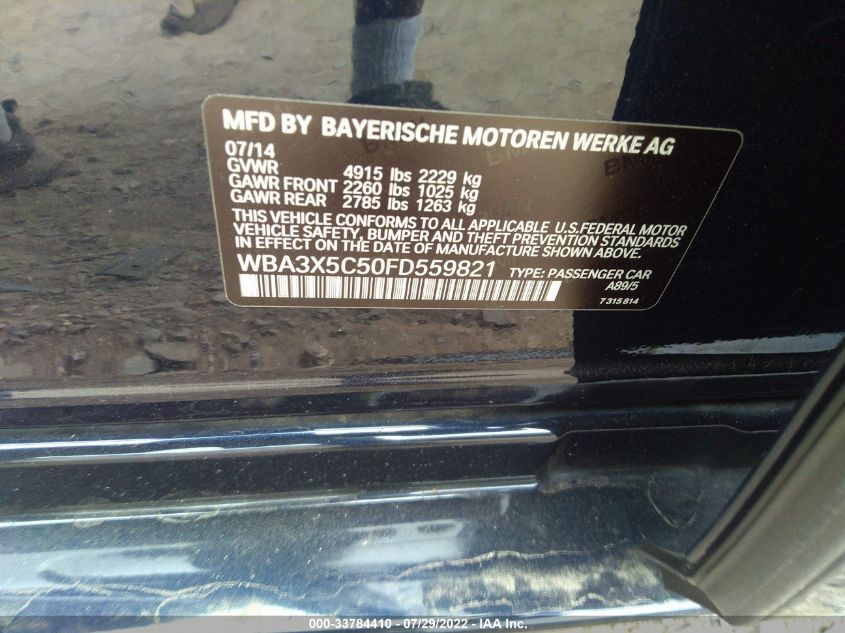 MFD BY BAYERISCHE MOTOREN WERKE AG
07/14
GVWR 4915 lbs 2229 kg
GAWR FRONT 2260 lbs 1025 kg
GAWR REAR 2785 lbs 1263 kg
THIS VEHICLE CONFORMS TO ALL APPLICABLE U.S.FEDERAL MOTOR
VEHICLE SAFETY, BUMPER AND THEFT PREVENTION STANDARDS
IN EFFECT ON THE DATE OF MANUFACTURE SHOWN ABOVE.
WBA3X5C50FD559821 TYPE: PASSENGER CAR
A89/5
7 315 814
000-33784410 - 07/29/2022 - IAA Inc.